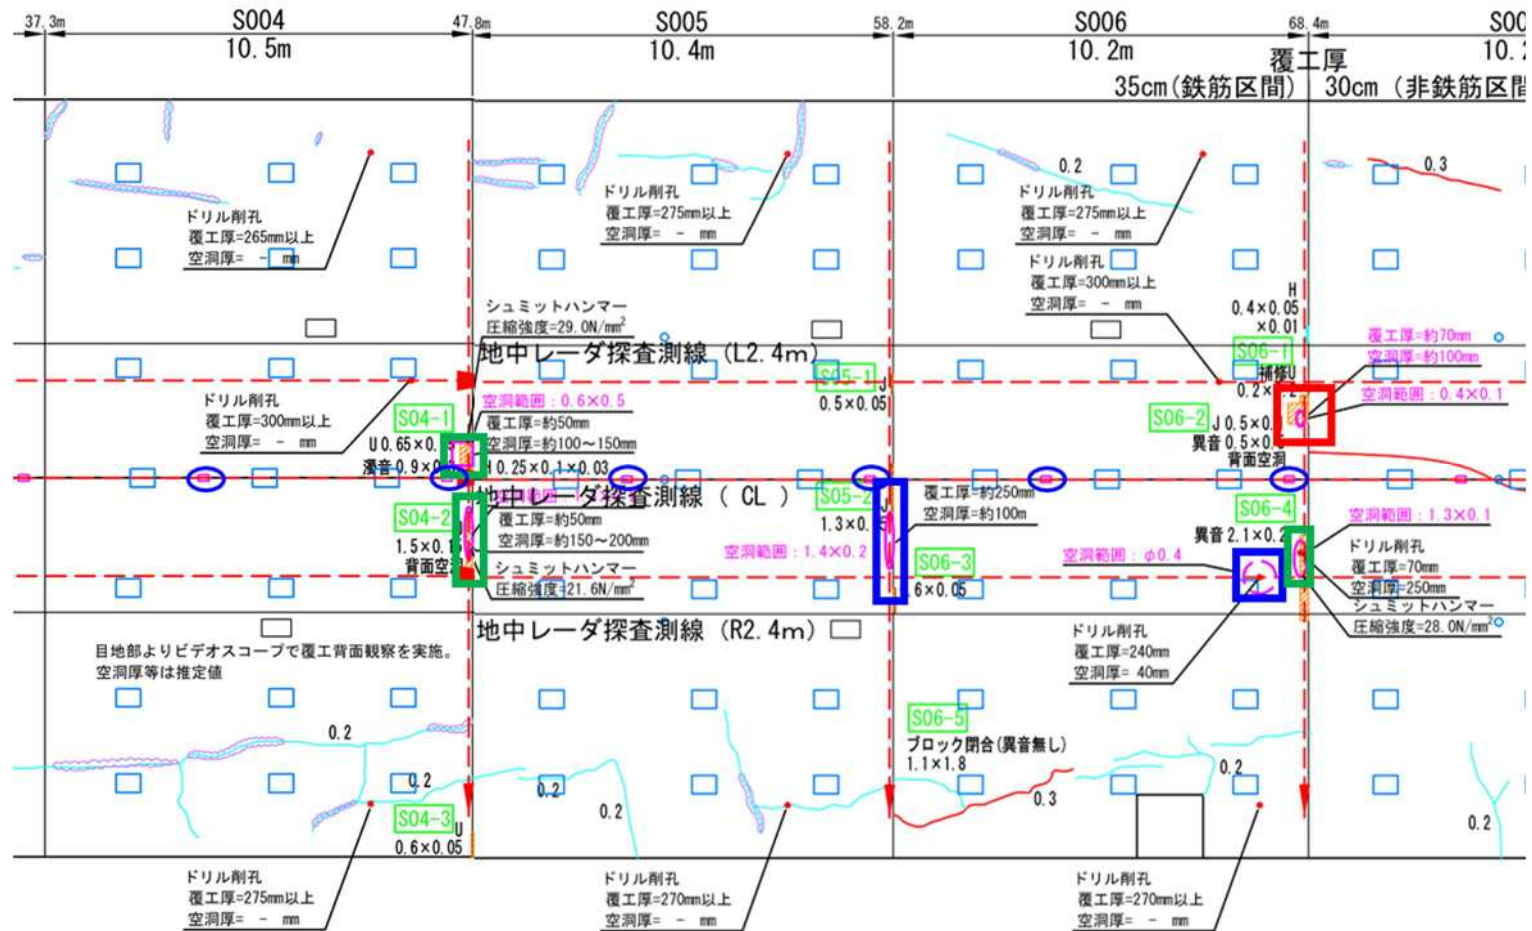 37.3m
S004
47.8m
S005
58.2m
S006
68.4m
10.5m
10.4m
10.2m
覆工厚
35cm(鉄筋区間)
30cm (非鉄筋区間
ドリル削孔
覆工厚=265mm以上
空洞厚= - mm
ドリル削孔
覆工厚=275mm以上
空洞厚= - mm
0.2
ドリル削孔
覆工厚=275mm以上
空洞厚= - mm
0.3
ドリル削孔
覆工厚=300mm以上
空洞厚= - mm
シュミットハンマー
圧縮強度=29.0N/mm²
H
0.4×0.05
×0.01
地中レーダ探査測線 (L2.4m)
S05-1
J
0.5×0.05
S06-1
補修U
覆工厚=約70mm
空洞厚=約100mm
空洞範囲:0.4×0.1
ドリル削孔
覆工厚=300mm以上
空洞厚= - mm
S04-1
空洞範囲:0.6×0.5
覆工厚=約50mm
空洞厚=約100~150mm
S06-2
背面空洞
H 0.25×0.1×0.03
地中レーダ探査測線 ( CL )
S04-2
覆工厚=約50mm
空洞厚=約150~200mm
背面空洞
シュミットハンマー
圧縮強度=21.6N/mm²
S05-2
J
覆工厚=約250mm
空洞厚=約100m
空洞範囲:1.4×0.2
S06-3
S06-4
異音 2.1×0.2
空洞範囲:φ0.4
空洞範囲:1.3×0.1
ドリル削孔
覆工厚=70mm
空洞厚=250mm
シュミットハンマー
圧縮強度=28.0N/mm²
地中レーダ探査測線 (R2.4m)
目地部よりビデオスコープで覆工背面観察を実施。
空洞厚等は推定値
ドリル削孔
覆工厚=240mm
空洞厚= 40mm
0.2
0.2
S04-3
U
0.6×0.05
0.2
0.2
S06-5
ブロック閉合(異音無し)
1.1×1.8
0.3
0.2
0.2
ドリル削孔
覆工厚=275mm以上
空洞厚= - mm
ドリル削孔
覆工厚=270mm以上
空洞厚= - mm
ドリル削孔
覆工厚=270mm以上
空洞厚= - mm